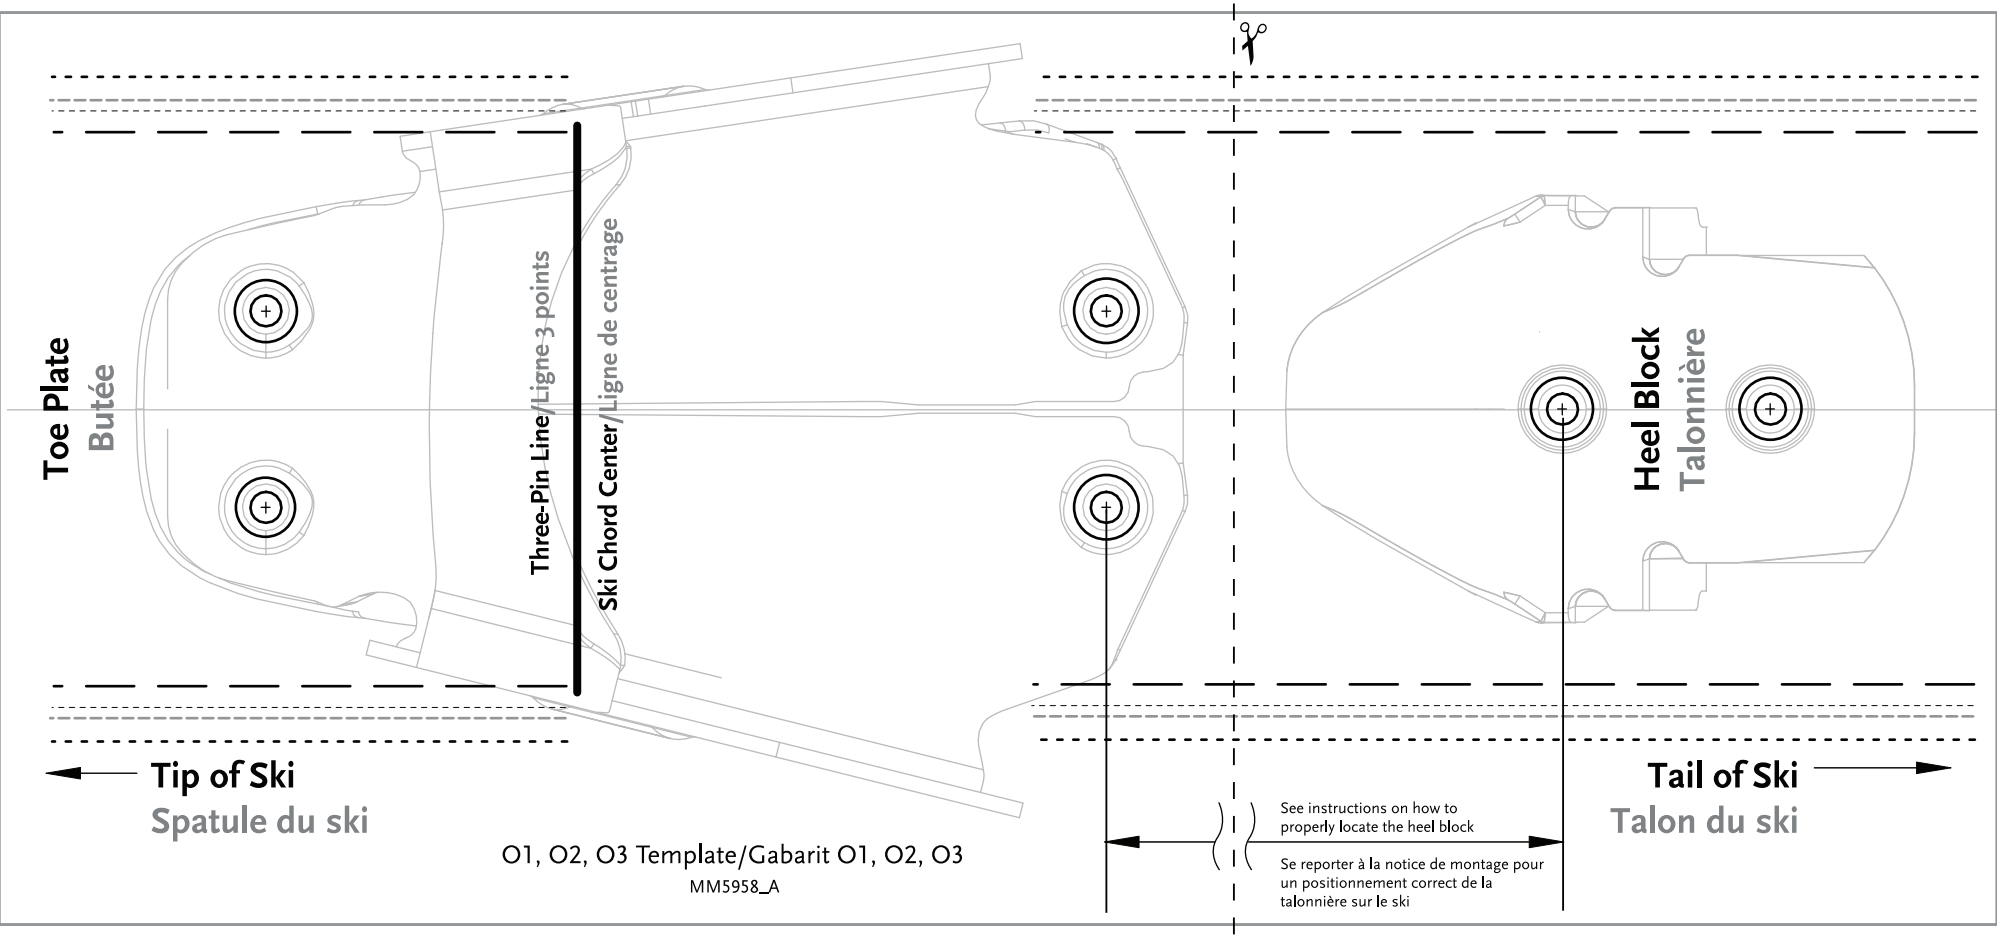 Toe Plate
Butée
Three-Pin Line/Ligne 3 points
Ski Chord Center/Ligne de centrage
Heel Block
Talonnière
Tip of Ski
Spatule du ski
Tail of Ski
Talon du ski
O1, O2, O3 Template/Gabarit O1, O2, O3
MM5958_A
See instructions on how to
properly locate the heel block
Se reporter à la notice de montage pour
un positionnement correct de la
talonnière sur le ski